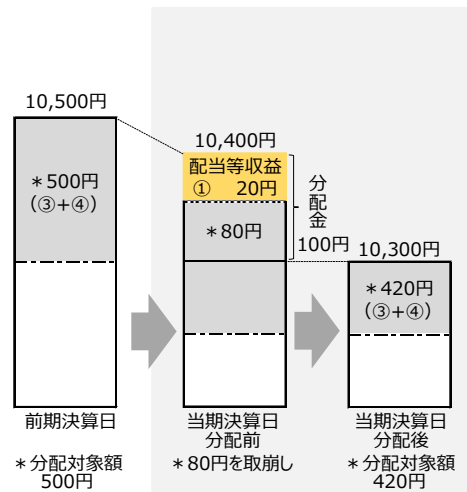 10,500円
＊500円
（③＋④）
前期決算日
＊分配対象額
500円
10,400円
配当等収益
① 20円
＊80円
分配金
100円
当期決算日
分配前
＊80円を取崩し
10,300円
＊420円
（③＋④）
当期決算日
分配後
＊分配対象額
420円